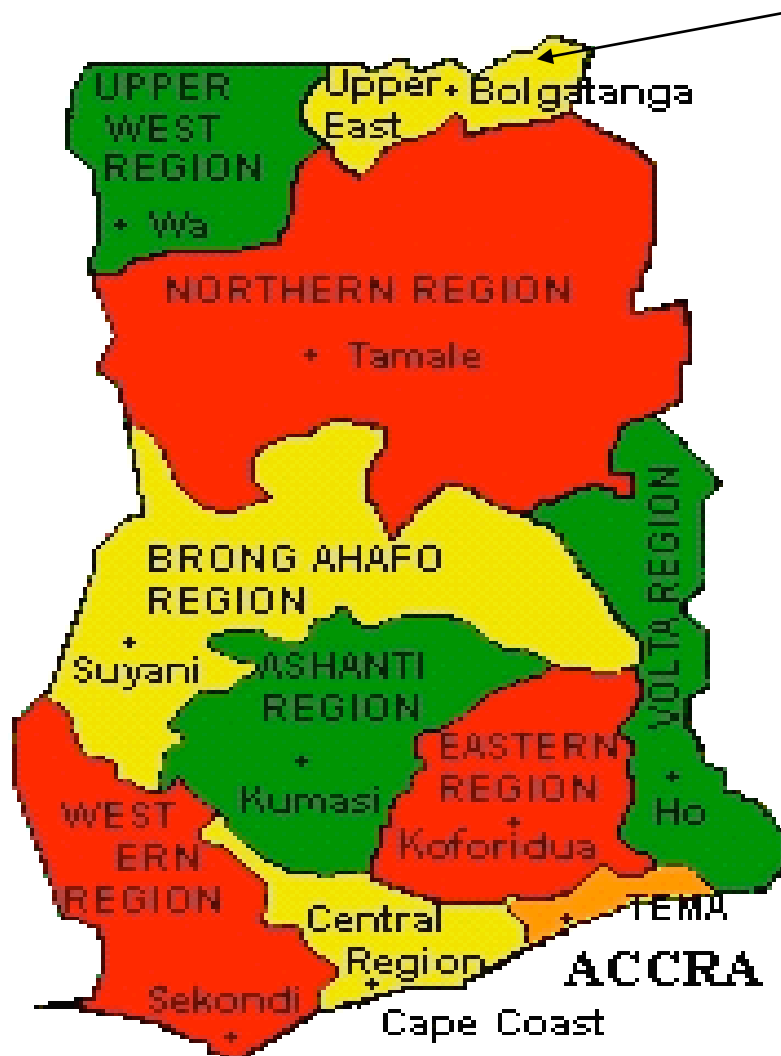 UPPER
WEST
REGION
Wa
Upper
East
Bolgatanga
NORTHERN REGION
Tamale
BRONG AHAFO
REGION
Suyani
ASHANTI
REGION
Kumasi
VOLTA REGION
Ho
EASTERN
REGION
Koforidua
WEST
ERN
REGION
Sekondi
Central
Region
Cape Coast
TEMA
ACCRA